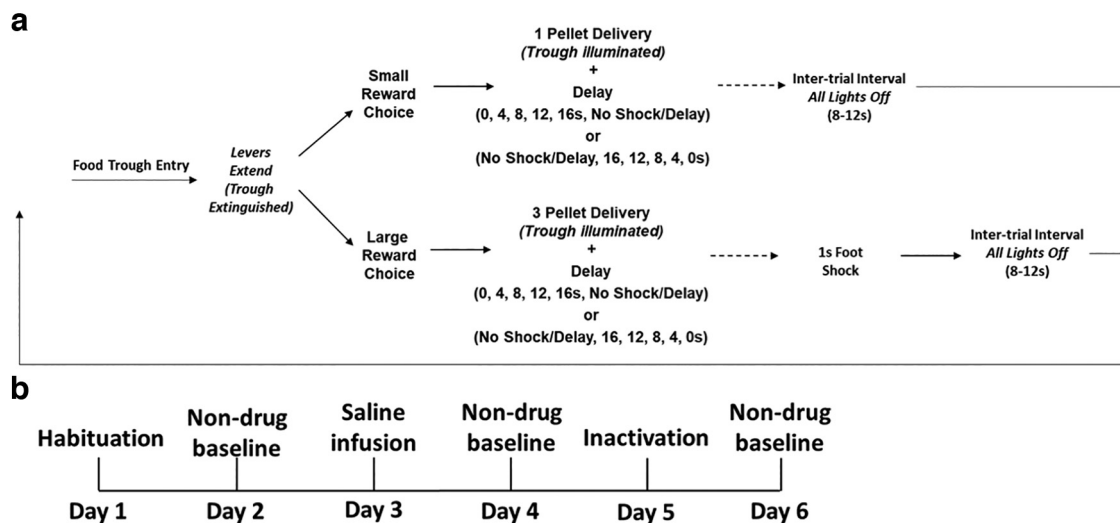 a
Food Trough Entry
Levers
Extend
(Trough
Extinguished)
Small
Reward
Choice
1 Pellet Delivery
(Trough illuminated)
+
Delay
(0, 4, 8, 12, 16s, No Shock/Delay)
or
(No Shock/Delay, 16, 12, 8, 4, 0s)
Inter-trial Interval
All Lights Off
(8-12s)
Large
Reward
Choice
3 Pellet Delivery
(Trough illuminated)
+
Delay
(0, 4, 8, 12, 16s, No Shock/Delay)
or
(No Shock/Delay, 16, 12, 8, 4, 0s)
1s Foot
Shock
Inter-trial Interval
All Lights Off
(8-12s)
b
Habituation
Non-drug
baseline
Saline
infusion
Non-drug
baseline
Inactivation
Non-drug
baseline
Day 1
Day 2
Day 3
Day 4
Day 5
Day 6